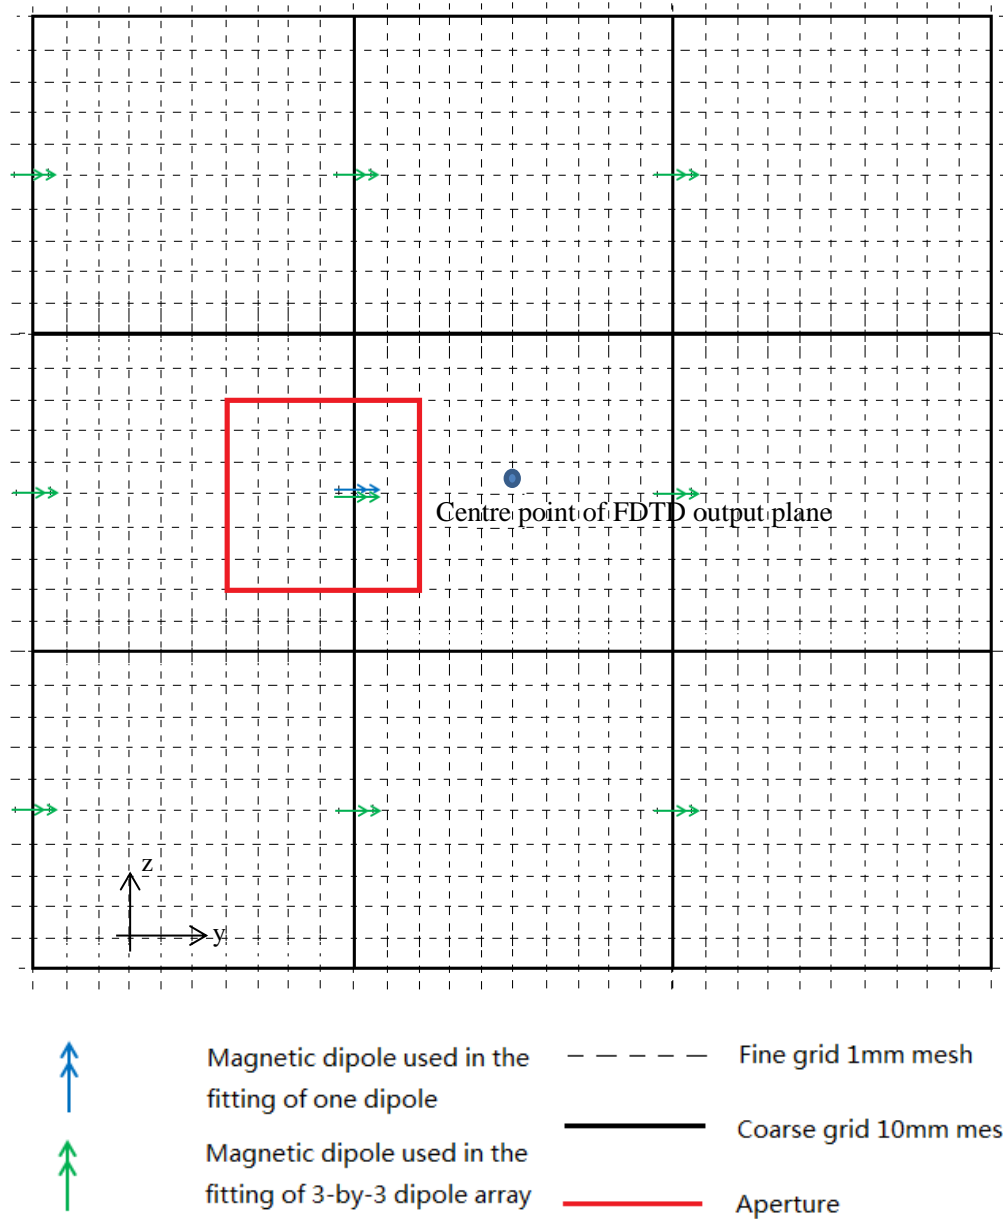 Centre point of FDTD output plane
z
y
Magnetic dipole used in the
fitting of one dipole
Fine grid 1mm mesh
Coarse grid 10mm mes
Magnetic dipole used in the
fitting of 3-by-3 dipole array
Aperture